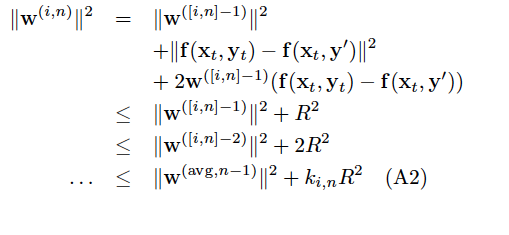 ‖w^(i,n)‖² = ‖w^([i,n]−1)‖²
+‖f(x_t, y_t) − f(x_t, y′)‖²
+ 2w^([i,n]−1)(f(x_t, y_t) − f(x_t, y′))
≤ ‖w^([i,n]−1)‖² + R²
≤ ‖w^([i,n]−2)‖² + 2R²
... ≤ ‖w^(avg,n−1)‖² + k_{i,n}R² (A2)